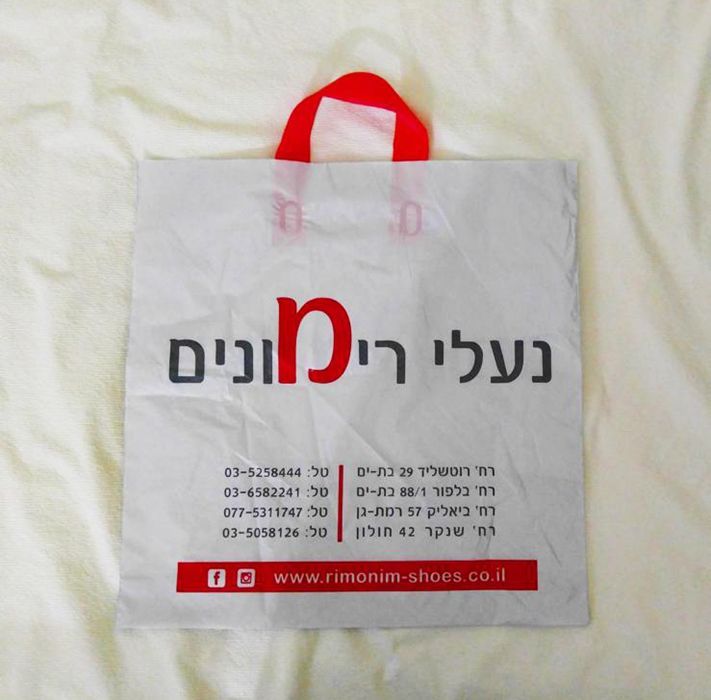 נעלי רימונים
רח' רוטשליד 29 בת-ים | טל: 03-5258444
רח' בלפור 88/1 בת-ים | טל: 03-6582241
רח' ביאליק 57 רמת-גן | טל: 077-5311747
רח' שנקר 42 חולון | טל: 03-5058126
www.rimonim-shoes.co.il